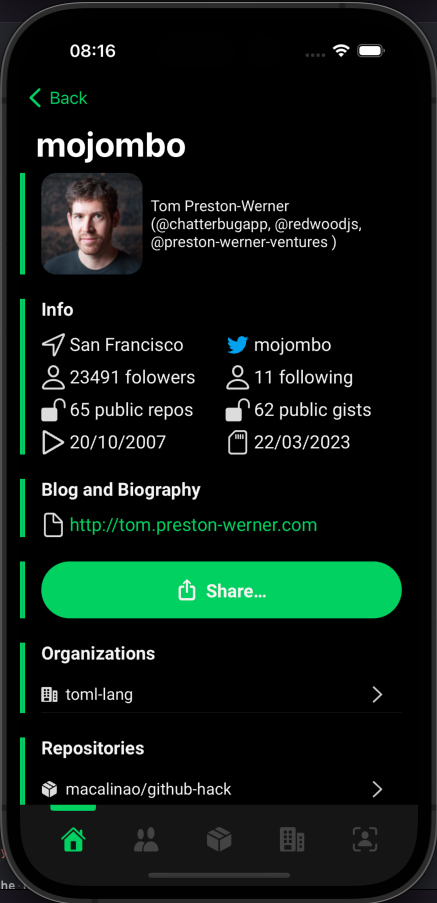 08:16
Back
mojombo
Tom Preston-Werner
(@chatterbugapp, @redwoodjs,
@preston-werner-ventures )
Info
San Francisco
mojombo
23491 folowers
11 following
65 public repos
62 public gists
20/10/2007
22/03/2023
Blog and Biography
http://tom.preston-werner.com
Share...
Organizations
toml-lang
Repositories
macalinao/github-hack